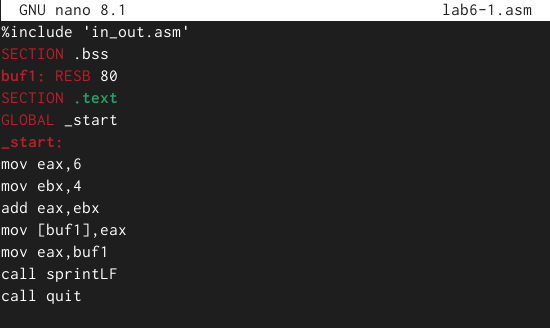 GNU nano 8.1 lab6-1.asm
%include 'in_out.asm'
SECTION .bss
buf1: RESB 80
SECTION .text
GLOBAL _start
_start:
mov eax,6
mov ebx,4
add eax,ebx
mov [buf1],eax
mov eax,buf1
call sprintLF
call quit